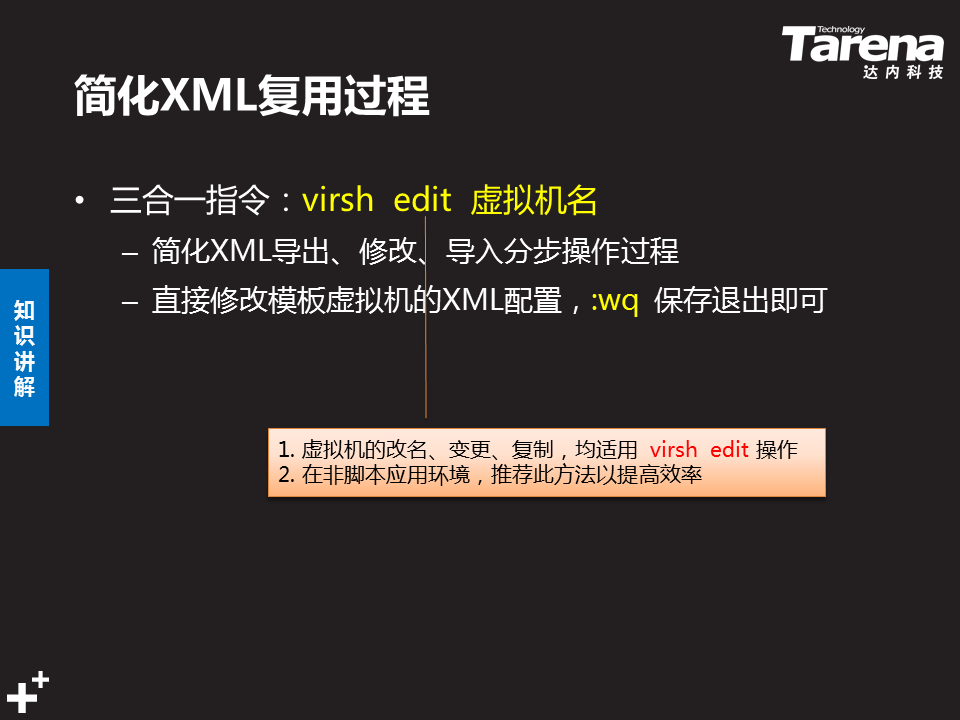 Technology
Tarena
达内科技
简化XML复用过程
• 三合一指令：virsh edit 虚拟机名
– 简化XML导出、修改、导入分步操作过程
– 直接修改模板虚拟机的XML配置，:wq 保存退出即可
知识讲解
1. 虚拟机的改名、变更、复制，均适用 virsh edit 操作
2. 在非脚本应用环境，推荐此方法以提高效率